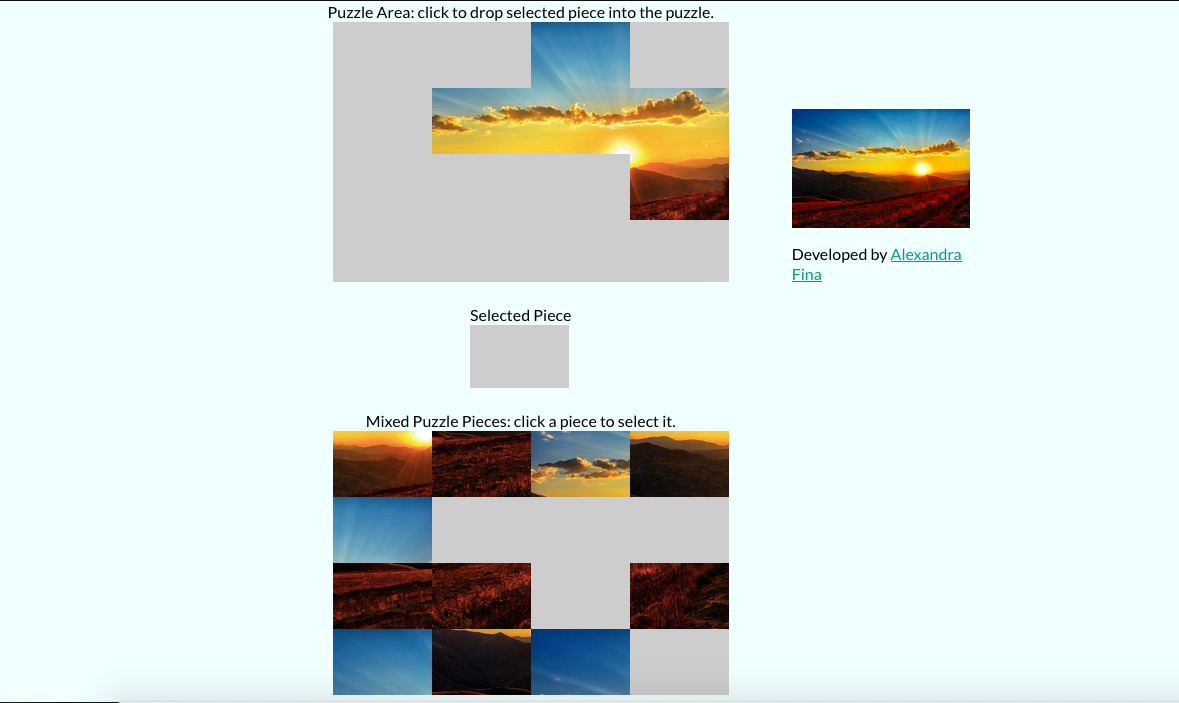 Puzzle Area: click to drop selected piece into the puzzle.
Developed by Alexandra
Fina
Selected Piece
Mixed Puzzle Pieces: click a piece to select it.